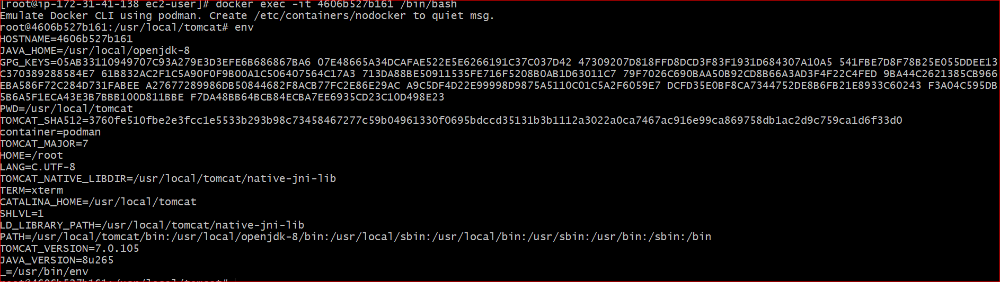 [root@ip-172-31-41-138 ec2-user]# docker exec -it 4606b527b161 /bin/bash
Emulate Docker CLI using podman. Create /etc/containers/nodocker to quiet msg.
root@4606b527b161:/usr/local/tomcat# env
HOSTNAME=4606b527b161
JAVA_HOME=/usr/local/openjdk-8
GPG_KEYS=05AB33110949707C93A279E3D3EFE6B686867BA6 07E48665A34DCAFAE522E5E6266191C37C037D42 47309207D818FFD8DCD3F83F1931D684307A10A5 541FBE7D8F78B25E055DDEE13
C370389288584E7 61B832AC2F1C5A90F0F9B00A1C506407564C17A3 713DA88BE50911535FE716F5208B0AB1D63011C7 79F7026C690BAA50B92CD8B66A3AD3F4F22C4FED 9BA44C2621385CB966
EBA586F72C284D731FABEE A27677289986DB50844682F8ACB77FC2E86E29AC A9C5DF4D22E99998D9875A5110C01C5A2F6059E7 DCFD35E0BF8CA7344752DE8B6FB21E8933C60243 F3A04C595DB
5B6A5F1ECA43E3B7BBB100D811BBE F7DA48BB64BCB84ECBA7EE6935CD23C10D498E23
PWD=/usr/local/tomcat
TOMCAT_SHA512=3760fe510fbe2e3fcc1e5533b293b98c73458467277c59b04961330f0695bdccd35131b3b1112a3022a0ca7467ac916e99ca869758db1ac2d9c759ca1d6f33d0
container=podman
TOMCAT_MAJOR=7
HOME=/root
LANG=C.UTF-8
TOMCAT_NATIVE_LIBDIR=/usr/local/tomcat/native-jni-lib
TERM=xterm
CATALINA_HOME=/usr/local/tomcat
SHLVL=1
LD_LIBRARY_PATH=/usr/local/tomcat/native-jni-lib
PATH=/usr/local/tomcat/bin:/usr/local/openjdk-8/bin:/usr/local/sbin:/usr/local/bin:/usr/sbin:/usr/bin:/sbin:/bin
TOMCAT_VERSION=7.0.105
JAVA_VERSION=8u265
_=/usr/bin/env
root@4606b527b161:/usr/local/tomcat#